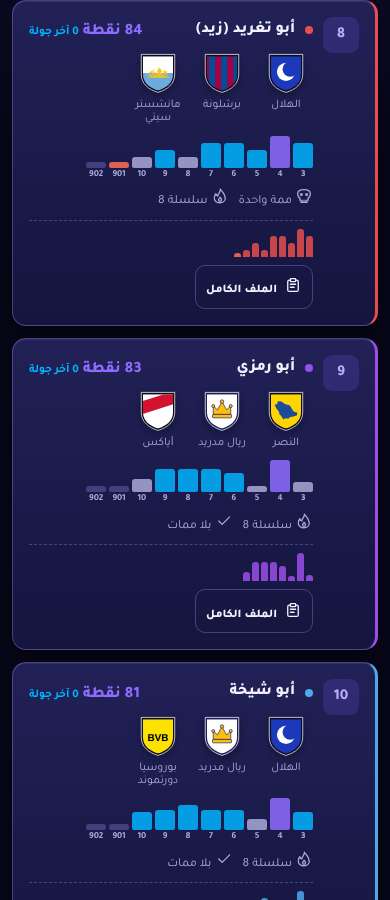 8
أبو تغريد (زيد)
84 نقطة 0 آخر جولة
الهلال
برشلونة
مانشستر سيتي
3 4 5 6 7 8 9 10 901 902
ممة واحدة
سلسلة 8
الملف الكامل
9
أبو رمزي
83 نقطة 0 آخر جولة
النصر
ريال مدريد
أياكس
3 4 5 6 7 8 9 10 901 902
سلسلة 8
بلا ممات
الملف الكامل
10
أبو شيخة
81 نقطة 0 آخر جولة
BVB
الهلال
ريال مدريد
بوروسيا دورتموند
3 4 5 6 7 8 9 10 901 902
سلسلة 8
بلا ممات